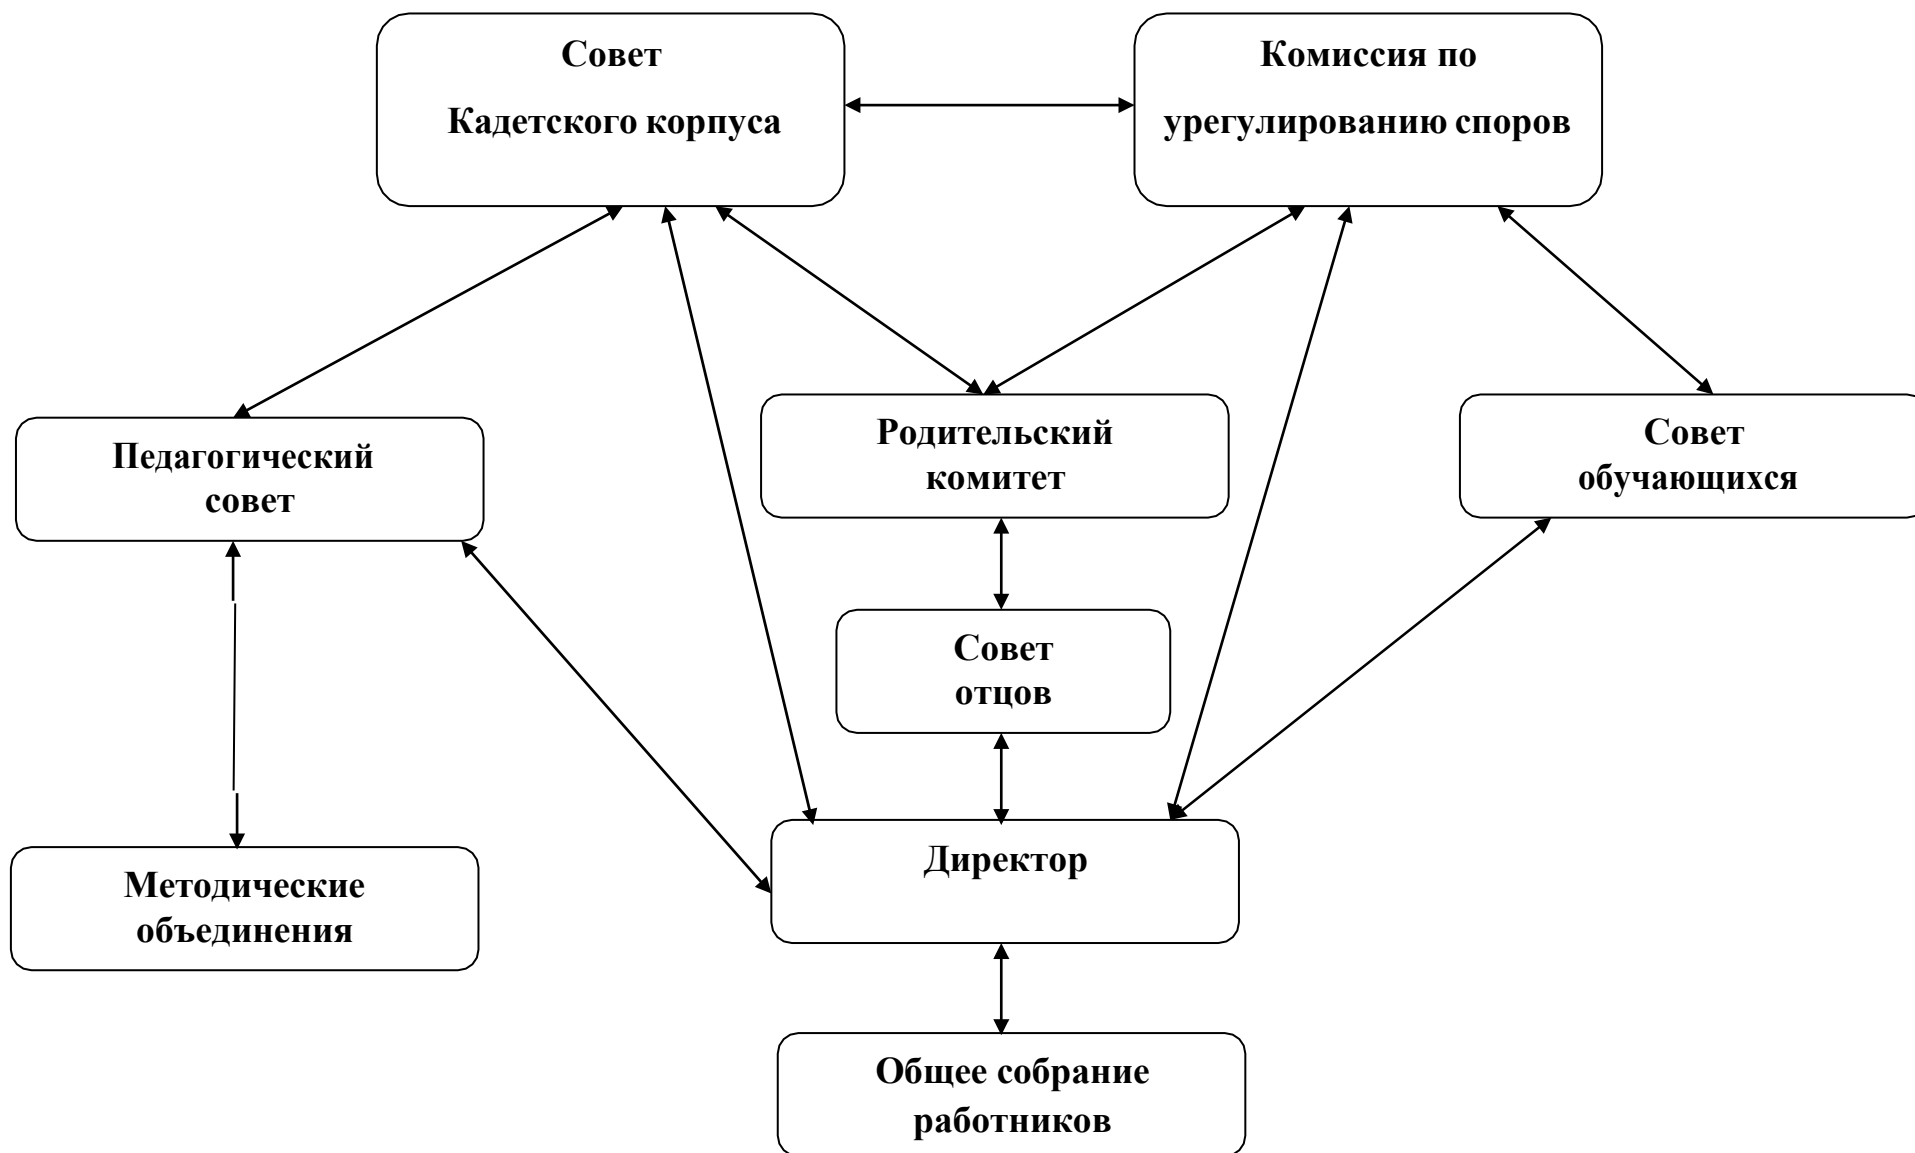 Совет
Кадетского корпуса
Комиссия по
урегулированию споров
Педагогический
совет
Родительский
комитет
Совет
обучающихся
Совет
отцов
Директор
Методические
объединения
Общее собрание
работников